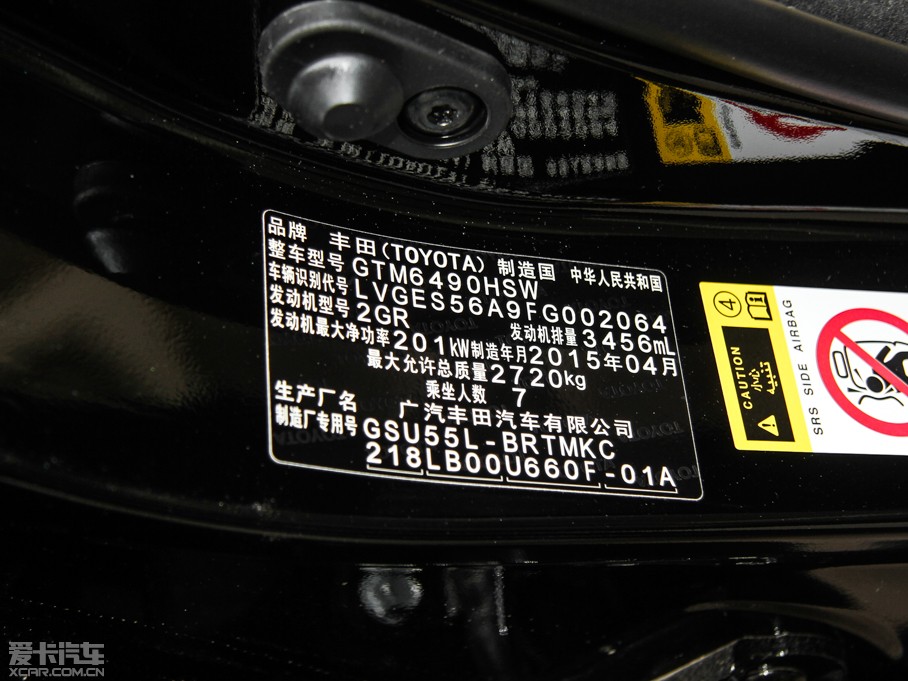 品牌 丰田(TOYOTA) 制造国 中华人民共和国
整车型号 GTM6490HSW
车辆识别代号 LVGES56A9FG002064
发动机型号 2GR 发动机排量 3456mL
发动机最大净功率 201kW 制造年月 2015年04月
最大允许总质量 2720kg
乘坐人数 7
生产厂名 广汽丰田汽车有限公司
制造厂专用号 GSU55L-BRTMKC
218LB00U660F-01A
4
CAUTION
小心
SRS SIDE AIRBAG
爱卡汽车
XCAR.COM.CN